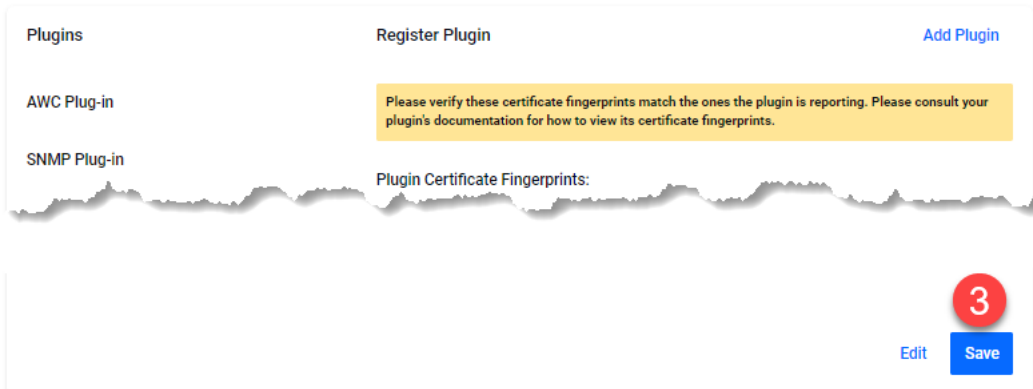 Plugins
Register Plugin
Add Plugin
AWC Plug-in
Please verify these certificate fingerprints match the ones the plugin is reporting. Please consult your
plugin's documentation for how to view its certificate fingerprints.
SNMP Plug-in
Plugin Certificate Fingerprints:
3
Edit
Save